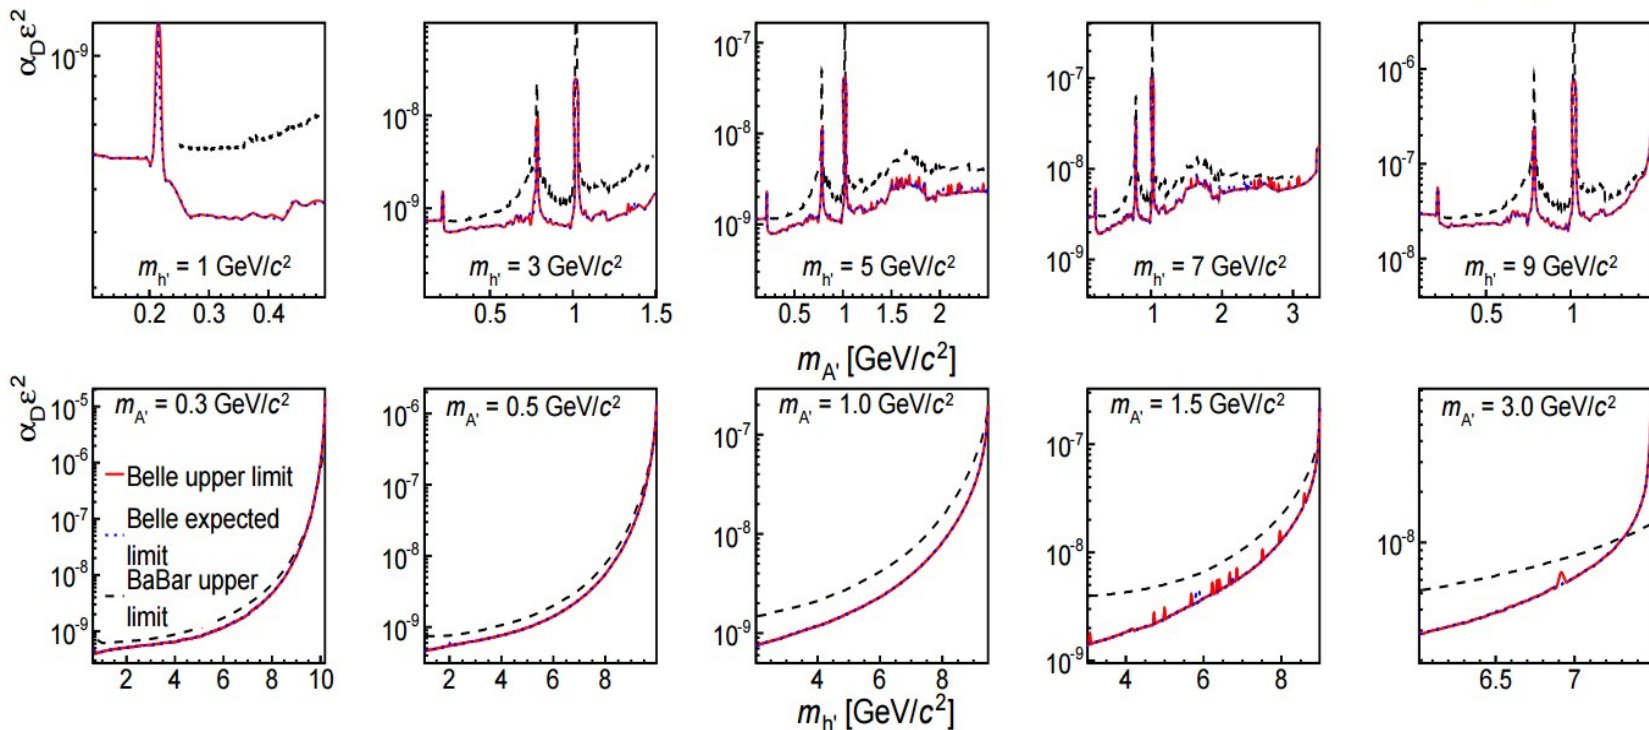 α_D ε²
10⁻⁹
0.2 0.3 0.4
m_h' = 1 GeV/c²
10⁻⁸
10⁻⁹
0.5 1 1.5
m_h' = 3 GeV/c²
10⁻⁷
10⁻⁸
10⁻⁹
0.5 1 1.5 2
m_h' = 5 GeV/c²
10⁻⁷
10⁻⁸
10⁻⁹
1 2 3
m_h' = 7 GeV/c²
10⁻⁶
10⁻⁷
10⁻⁸
0.5 1
m_h' = 9 GeV/c²
m_A' [GeV/c²]
α_D ε²
m_A' = 0.3 GeV/c²
10⁻⁵
10⁻⁶
10⁻⁷
10⁻⁸
10⁻⁹
Belle upper limit
Belle expected
limit
BaBar upper
limit
2 4 6 8 10
m_A' = 0.5 GeV/c²
10⁻⁶
10⁻⁷
10⁻⁸
10⁻⁹
2 4 6 8
m_A' = 1.0 GeV/c²
10⁻⁷
10⁻⁸
10⁻⁹
4 6 8
m_A' = 1.5 GeV/c²
10⁻⁷
10⁻⁸
10⁻⁹
4 6 8
m_A' = 3.0 GeV/c²
10⁻⁸
6.5 7
m_h' [GeV/c²]